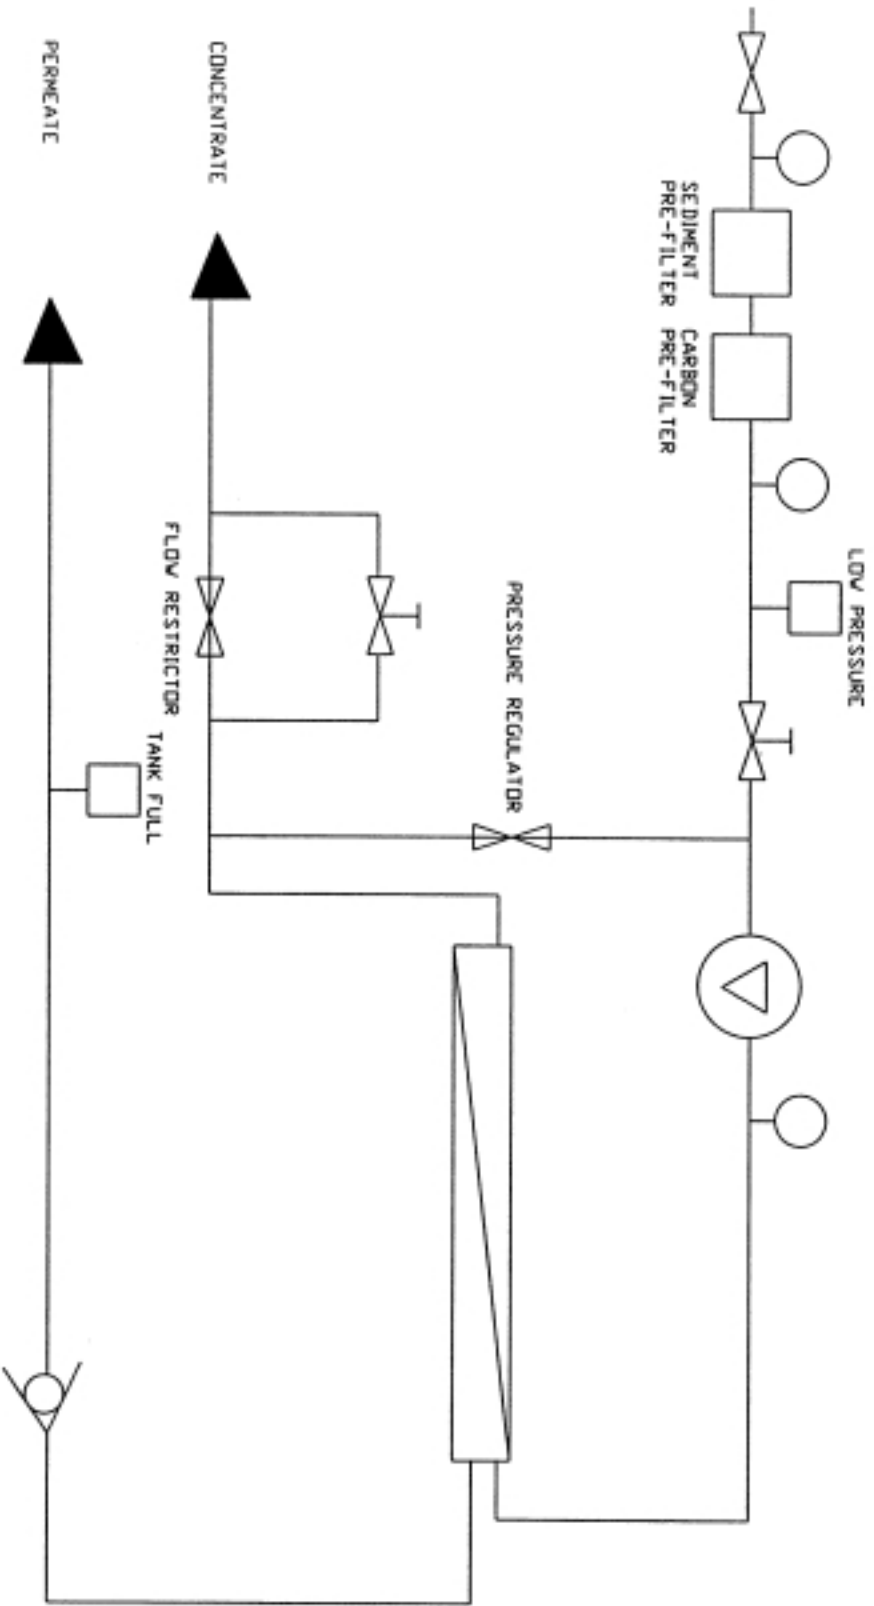 LOW PRESSURE
SEDIMENT
PRE-FILTER
CARBON
PRE-FILTER
PRESSURE REGULATOR
CONCENTRATE
FLOW RESTRICTOR
TANK FULL
PERMEATE